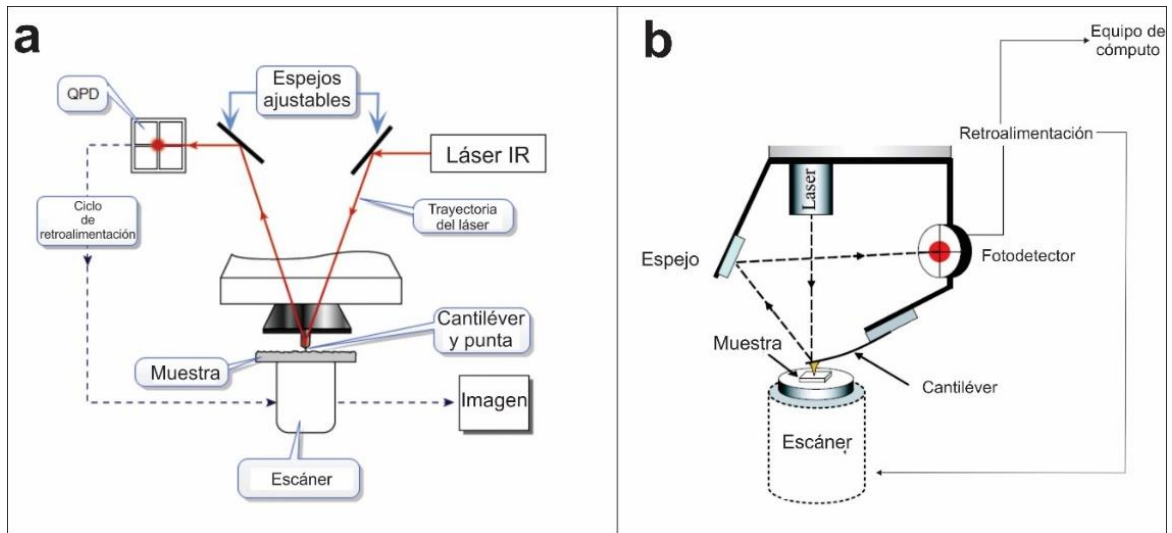 a
Espejos
ajustables
QPD
Láser IR
Ciclo
de
retroalimentación
Trayectoria
del láser
Cantiléver
y punta
Muestra
Imagen
Escáner
b
Equipo de
cómputo
Retroalimentación
Laser
Espejo
Fotodetector
Muestra
Cantiléver
Escáner